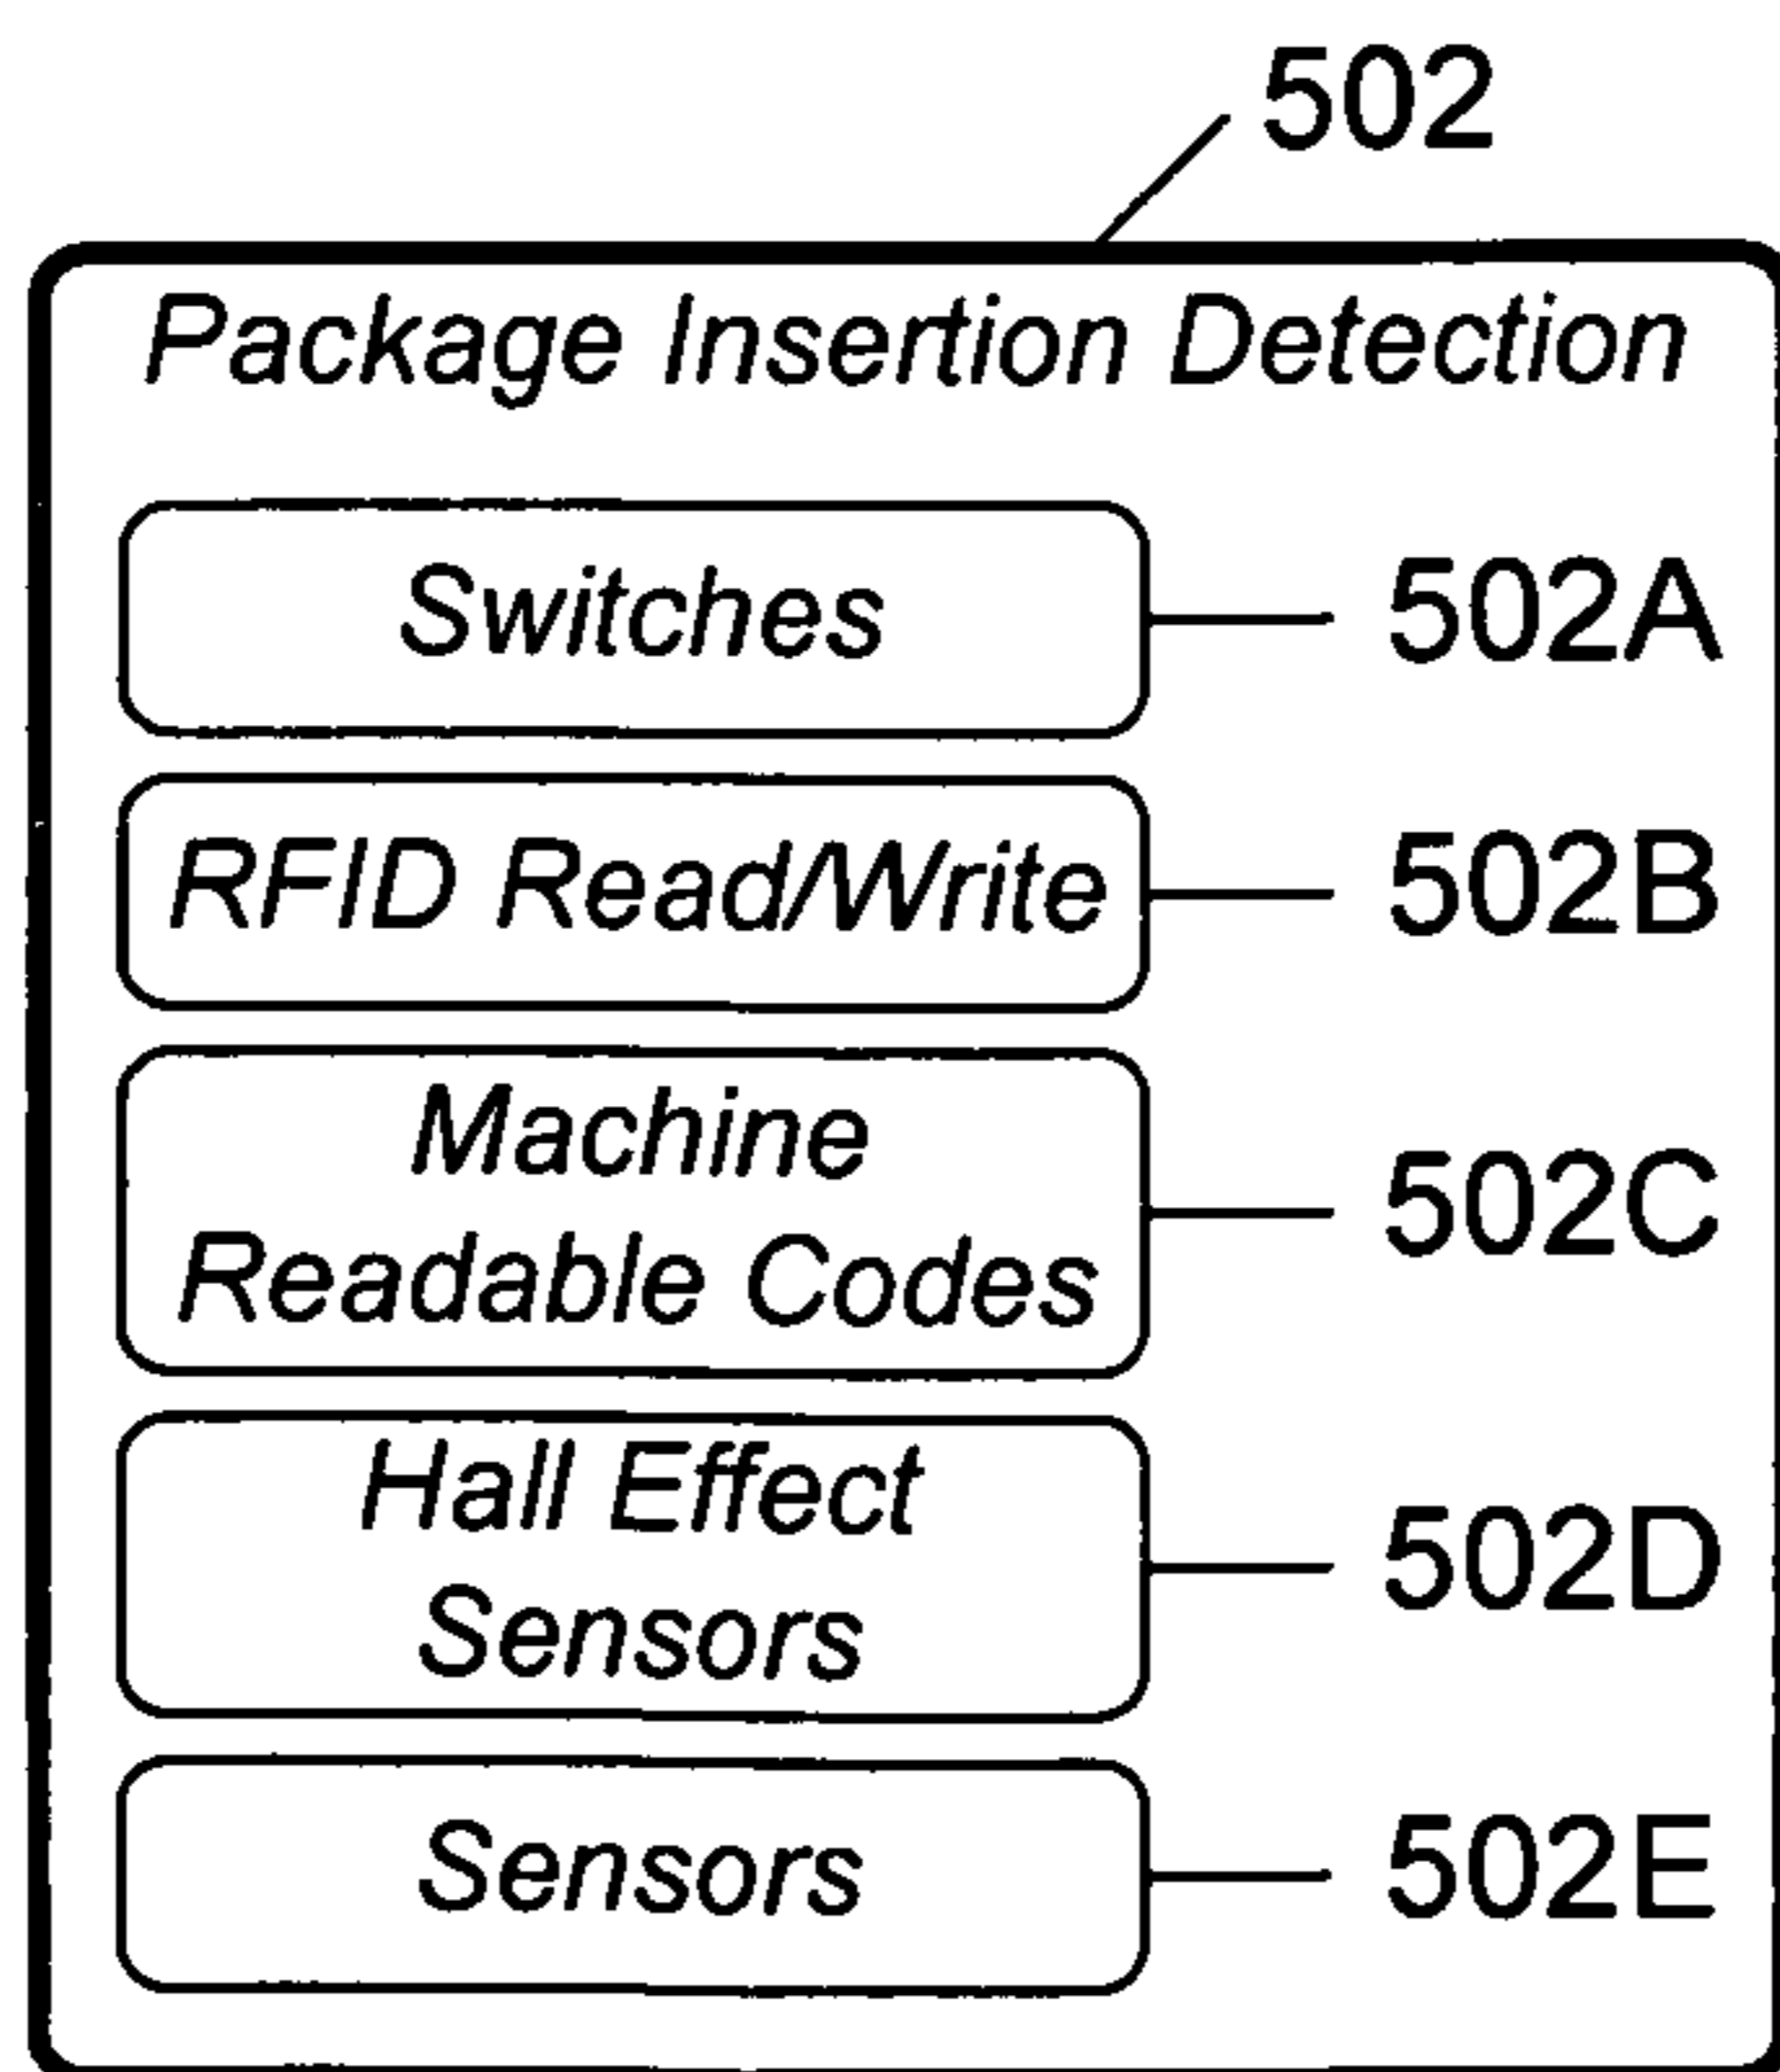 502
Package Insertion Detection
Switches
502A
RFID Read/Write
502B
Machine
Readable Codes
502C
Hall Effect
Sensors
502D
Sensors
502E